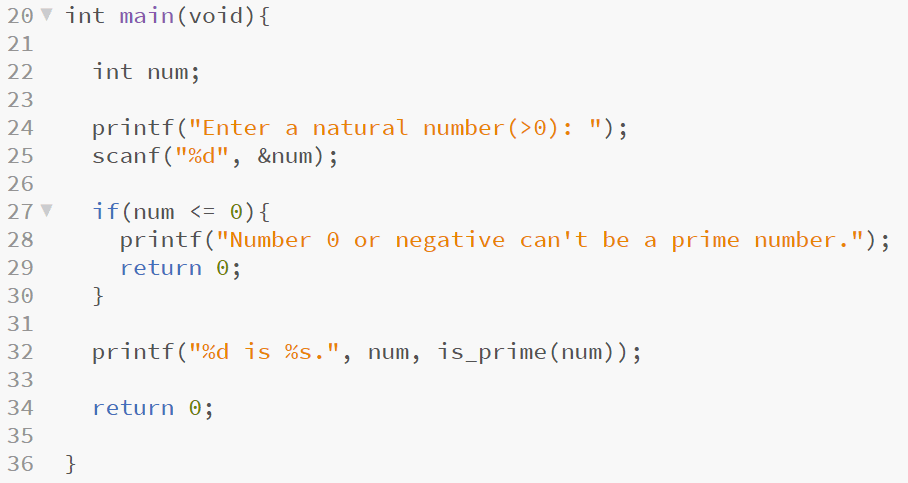 20 int main(void){
21
22 int num;
23
24 printf("Enter a natural number(>0): ");
25 scanf("%d", &num);
26
27 if(num <= 0){
28 printf("Number 0 or negative can't be a prime number.");
29 return 0;
30 }
31
32 printf("%d is %s.", num, is_prime(num));
33
34 return 0;
35
36 }